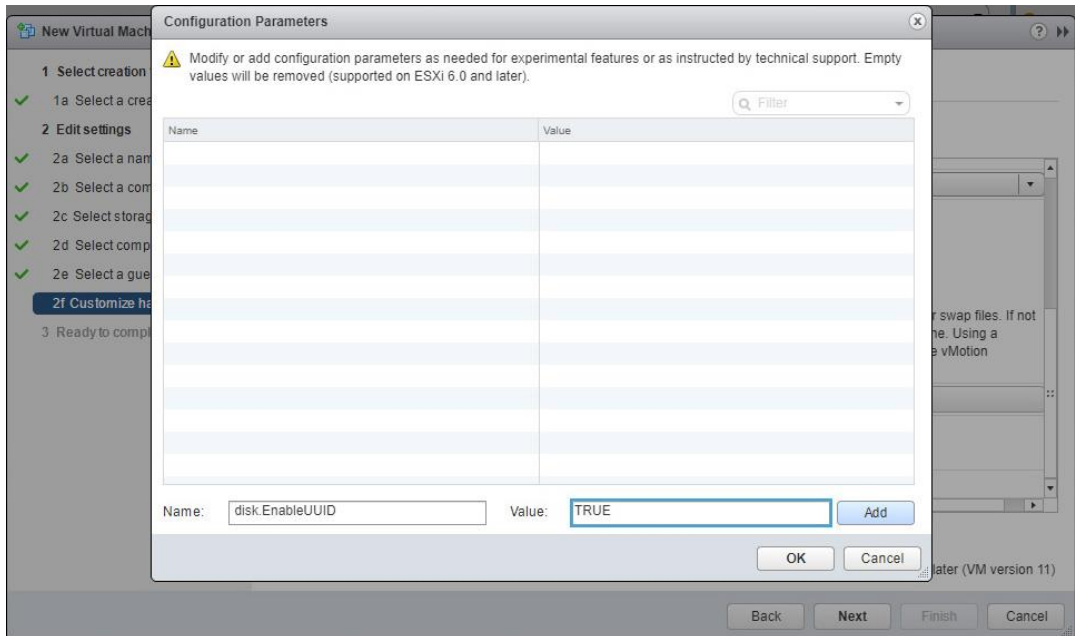 Configuration Parameters
New Virtual Mach
Modify or add configuration parameters as needed for experimental features or as instructed by technical support. Empty
values will be removed (supported on ESXi 6.0 and later).
1 Select creation
1a Select a crea
2 Edit settings
2a Select a nam
2b Select a com
2c Select storag
2d Select comp
2e Select a gue
2f Customize ha
3 Ready to compl
Filter
Name Value
r swap files. If not
ne. Using a
e vMotion
Name: disk.EnableUUID Value: TRUE Add
OK Cancel
later (VM version 11)
Back Next Finish Cancel